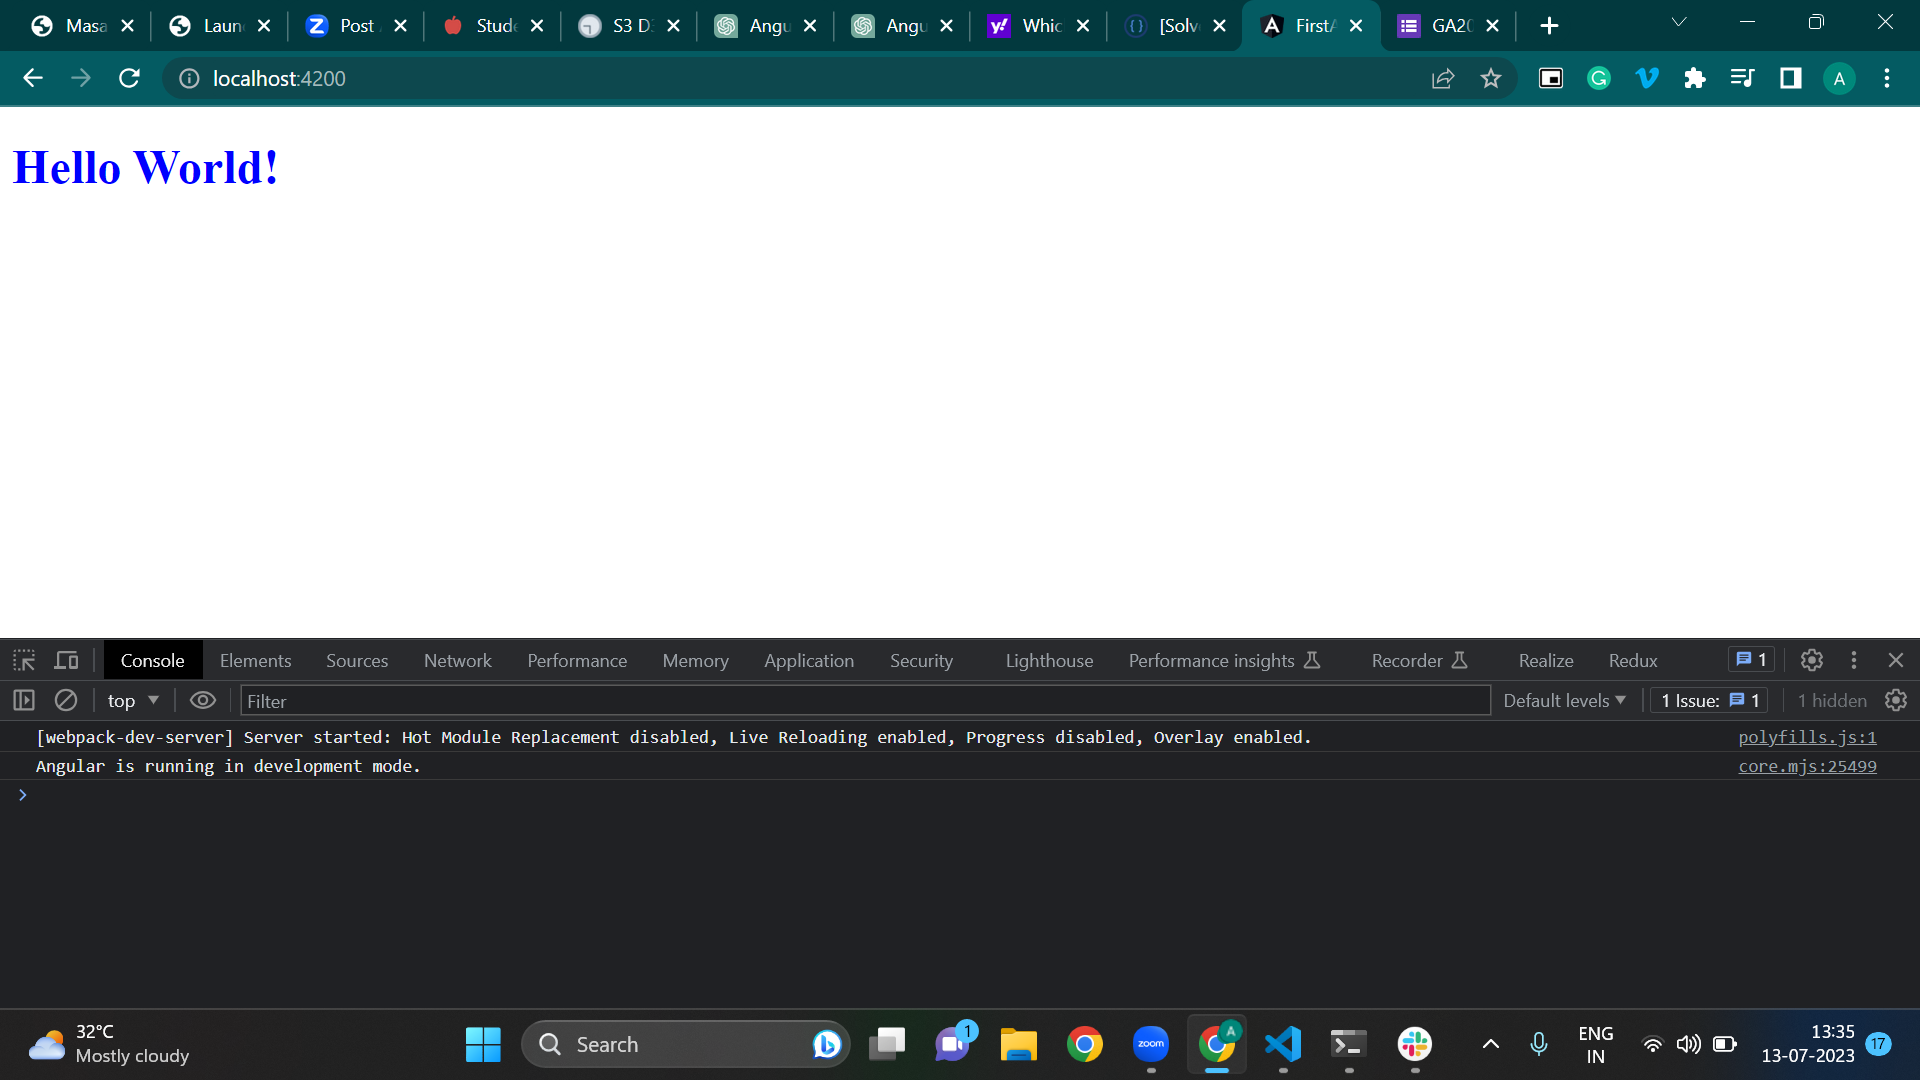 Masa
Laun
Post
Stude
S3 D
Angu
Angu
Whic
[Solv
FirstA
GA20
localhost:4200
A
Hello World!
Console Elements Sources Network Performance Memory Application Security Lighthouse Performance insights Recorder Realize Redux 1
top Filter Default levels 1 Issue: 1 1 hidden
[webpack-dev-server] Server started: Hot Module Replacement disabled, Live Reloading enabled, Progress disabled, Overlay enabled. polyfills.js:1
Angular is running in development mode. core.mjs:25499
32°C
Mostly cloudy
Search
1
zoom
A
ENG
IN
13:35
13-07-2023
17